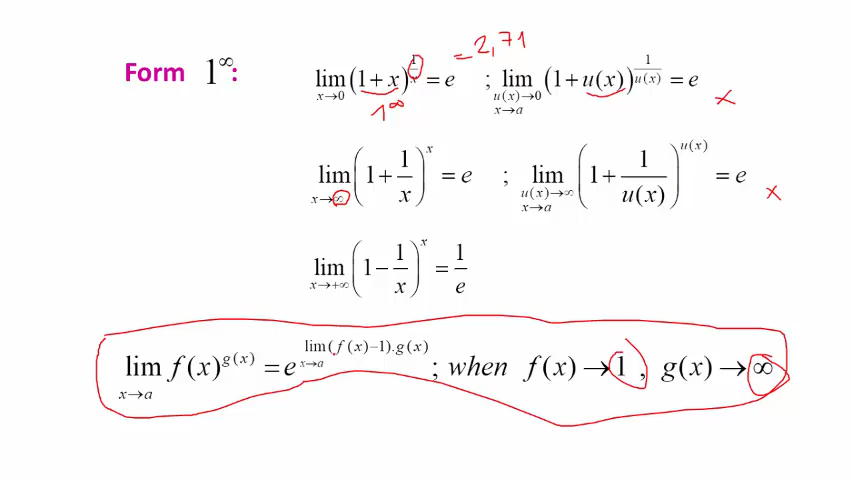 Form 1^∞:
lim_{x→0} (1 + x)^{1/x} = e = 2,71 ; lim_{u(x)→0, x→a} (1 + u(x))^{1/u(x)} = e x
1^∞
lim_{x→∞} (1 + 1/x)^x = e ; lim_{u(x)→∞, x→a} (1 + 1/u(x))^{u(x)} = e x
lim_{x→+∞} (1 − 1/x)^x = 1/e
lim_{x→a} f(x)^{g(x)} = e^{lim_{x→a} (f(x)−1).g(x)} ; when f(x) → 1 , g(x) → ∞